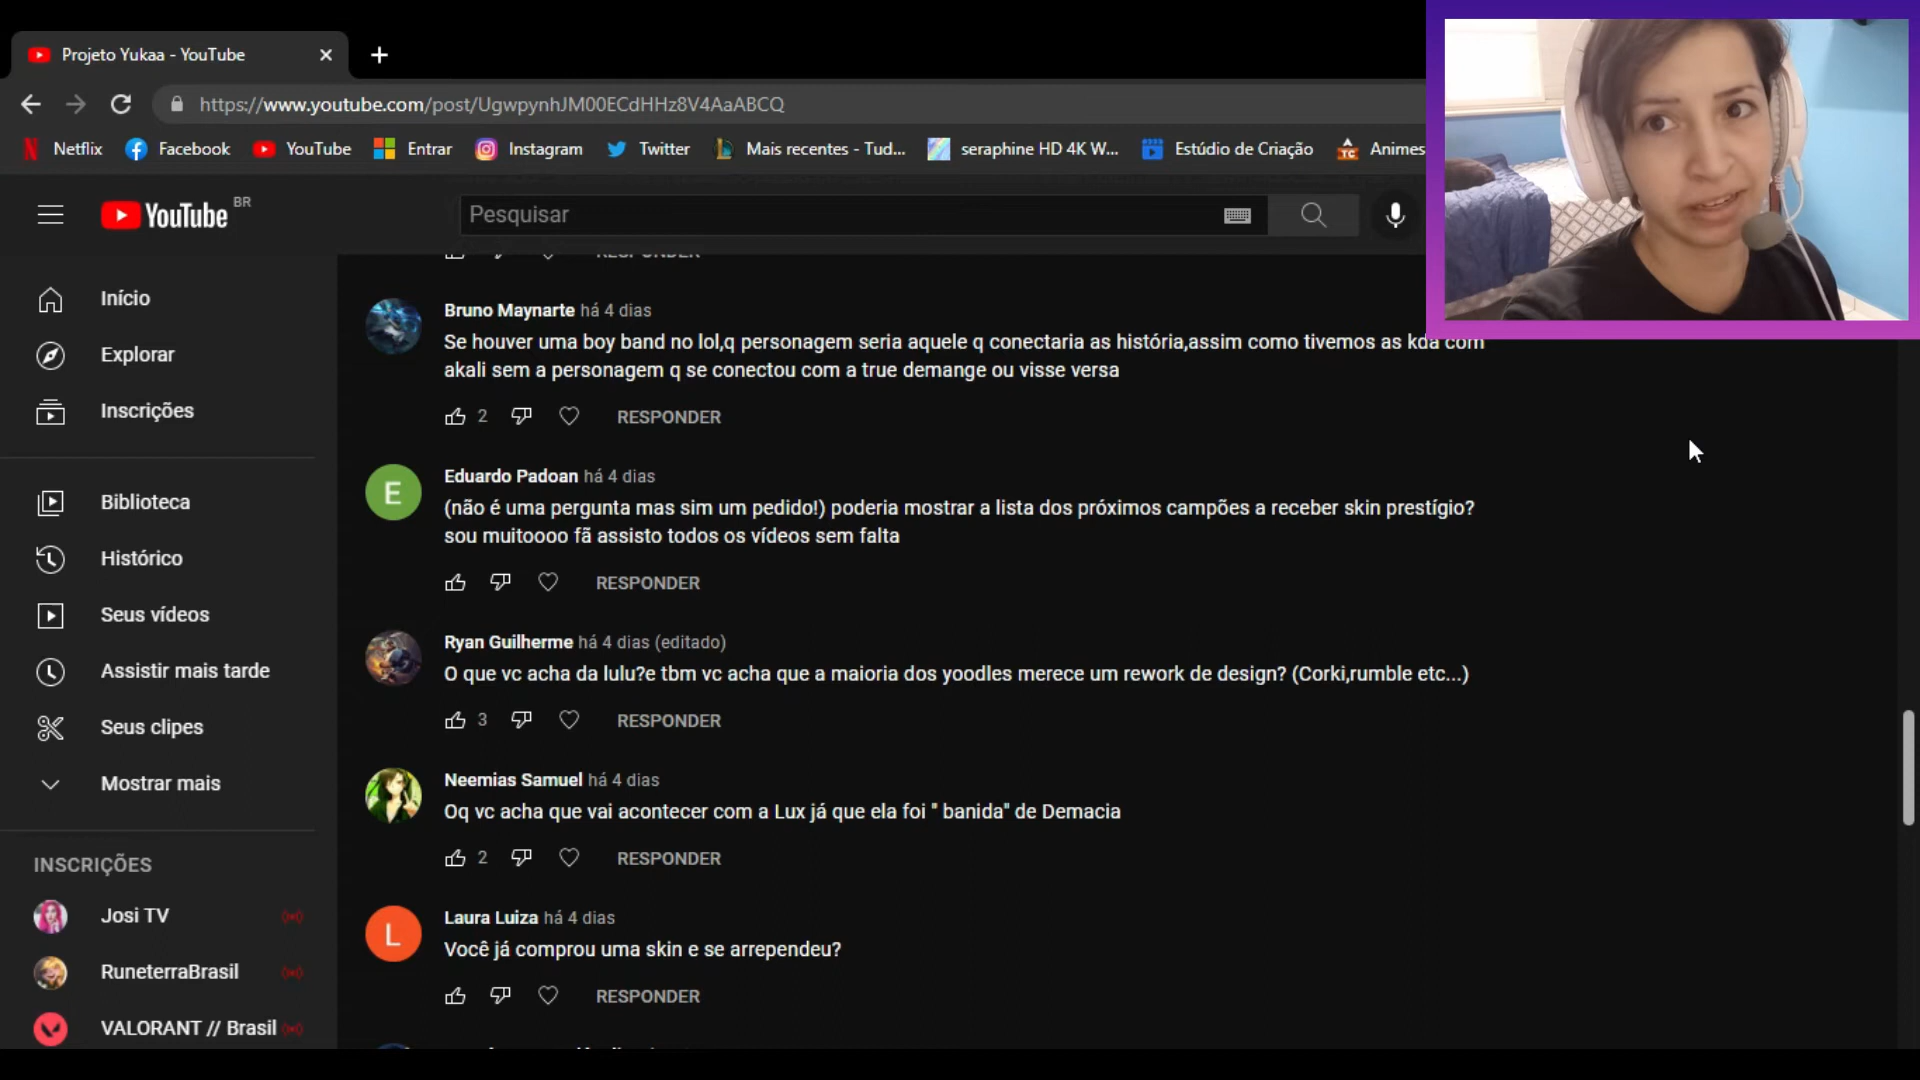 Projeto Yukaa - YouTube
https://www.youtube.com/post/UgwpynhJM00ECdHHz8V4AaABCQ
Netflix
Facebook
YouTube
Entrar
Instagram
Twitter
Mais recentes - Tud...
seraphine HD 4K W...
Estúdio de Criação
Animes
YouTube BR
Pesquisar
Início
Explorar
Inscrições
Biblioteca
Histórico
Seus vídeos
Assistir mais tarde
Seus clipes
Mostrar mais
INSCRIÇÕES
Josi TV
RuneterraBrasil
VALORANT // Brasil
RESPONDER
Bruno Maynarte há 4 dias
Se houver uma boy band no lol,q personagem seria aquele q conectaria as história,assim como tivemos as kda com
akali sem a personagem q se conectou com a true demange ou visse versa
2 RESPONDER
E
Eduardo Padoan há 4 dias
(não é uma pergunta mas sim um pedido!) poderia mostrar a lista dos próximos campões a receber skin prestígio?
sou muitoooo fã assisto todos os vídeos sem falta
RESPONDER
Ryan Guilherme há 4 dias (editado)
O que vc acha da lulu?e tbm vc acha que a maioria dos yoodles merece um rework de design? (Corki,rumble etc...)
3 RESPONDER
Neemias Samuel há 4 dias
Oq vc acha que vai acontecer com a Lux já que ela foi " banida" de Demacia
2 RESPONDER
L
Laura Luiza há 4 dias
Você já comprou uma skin e se arrependeu?
RESPONDER